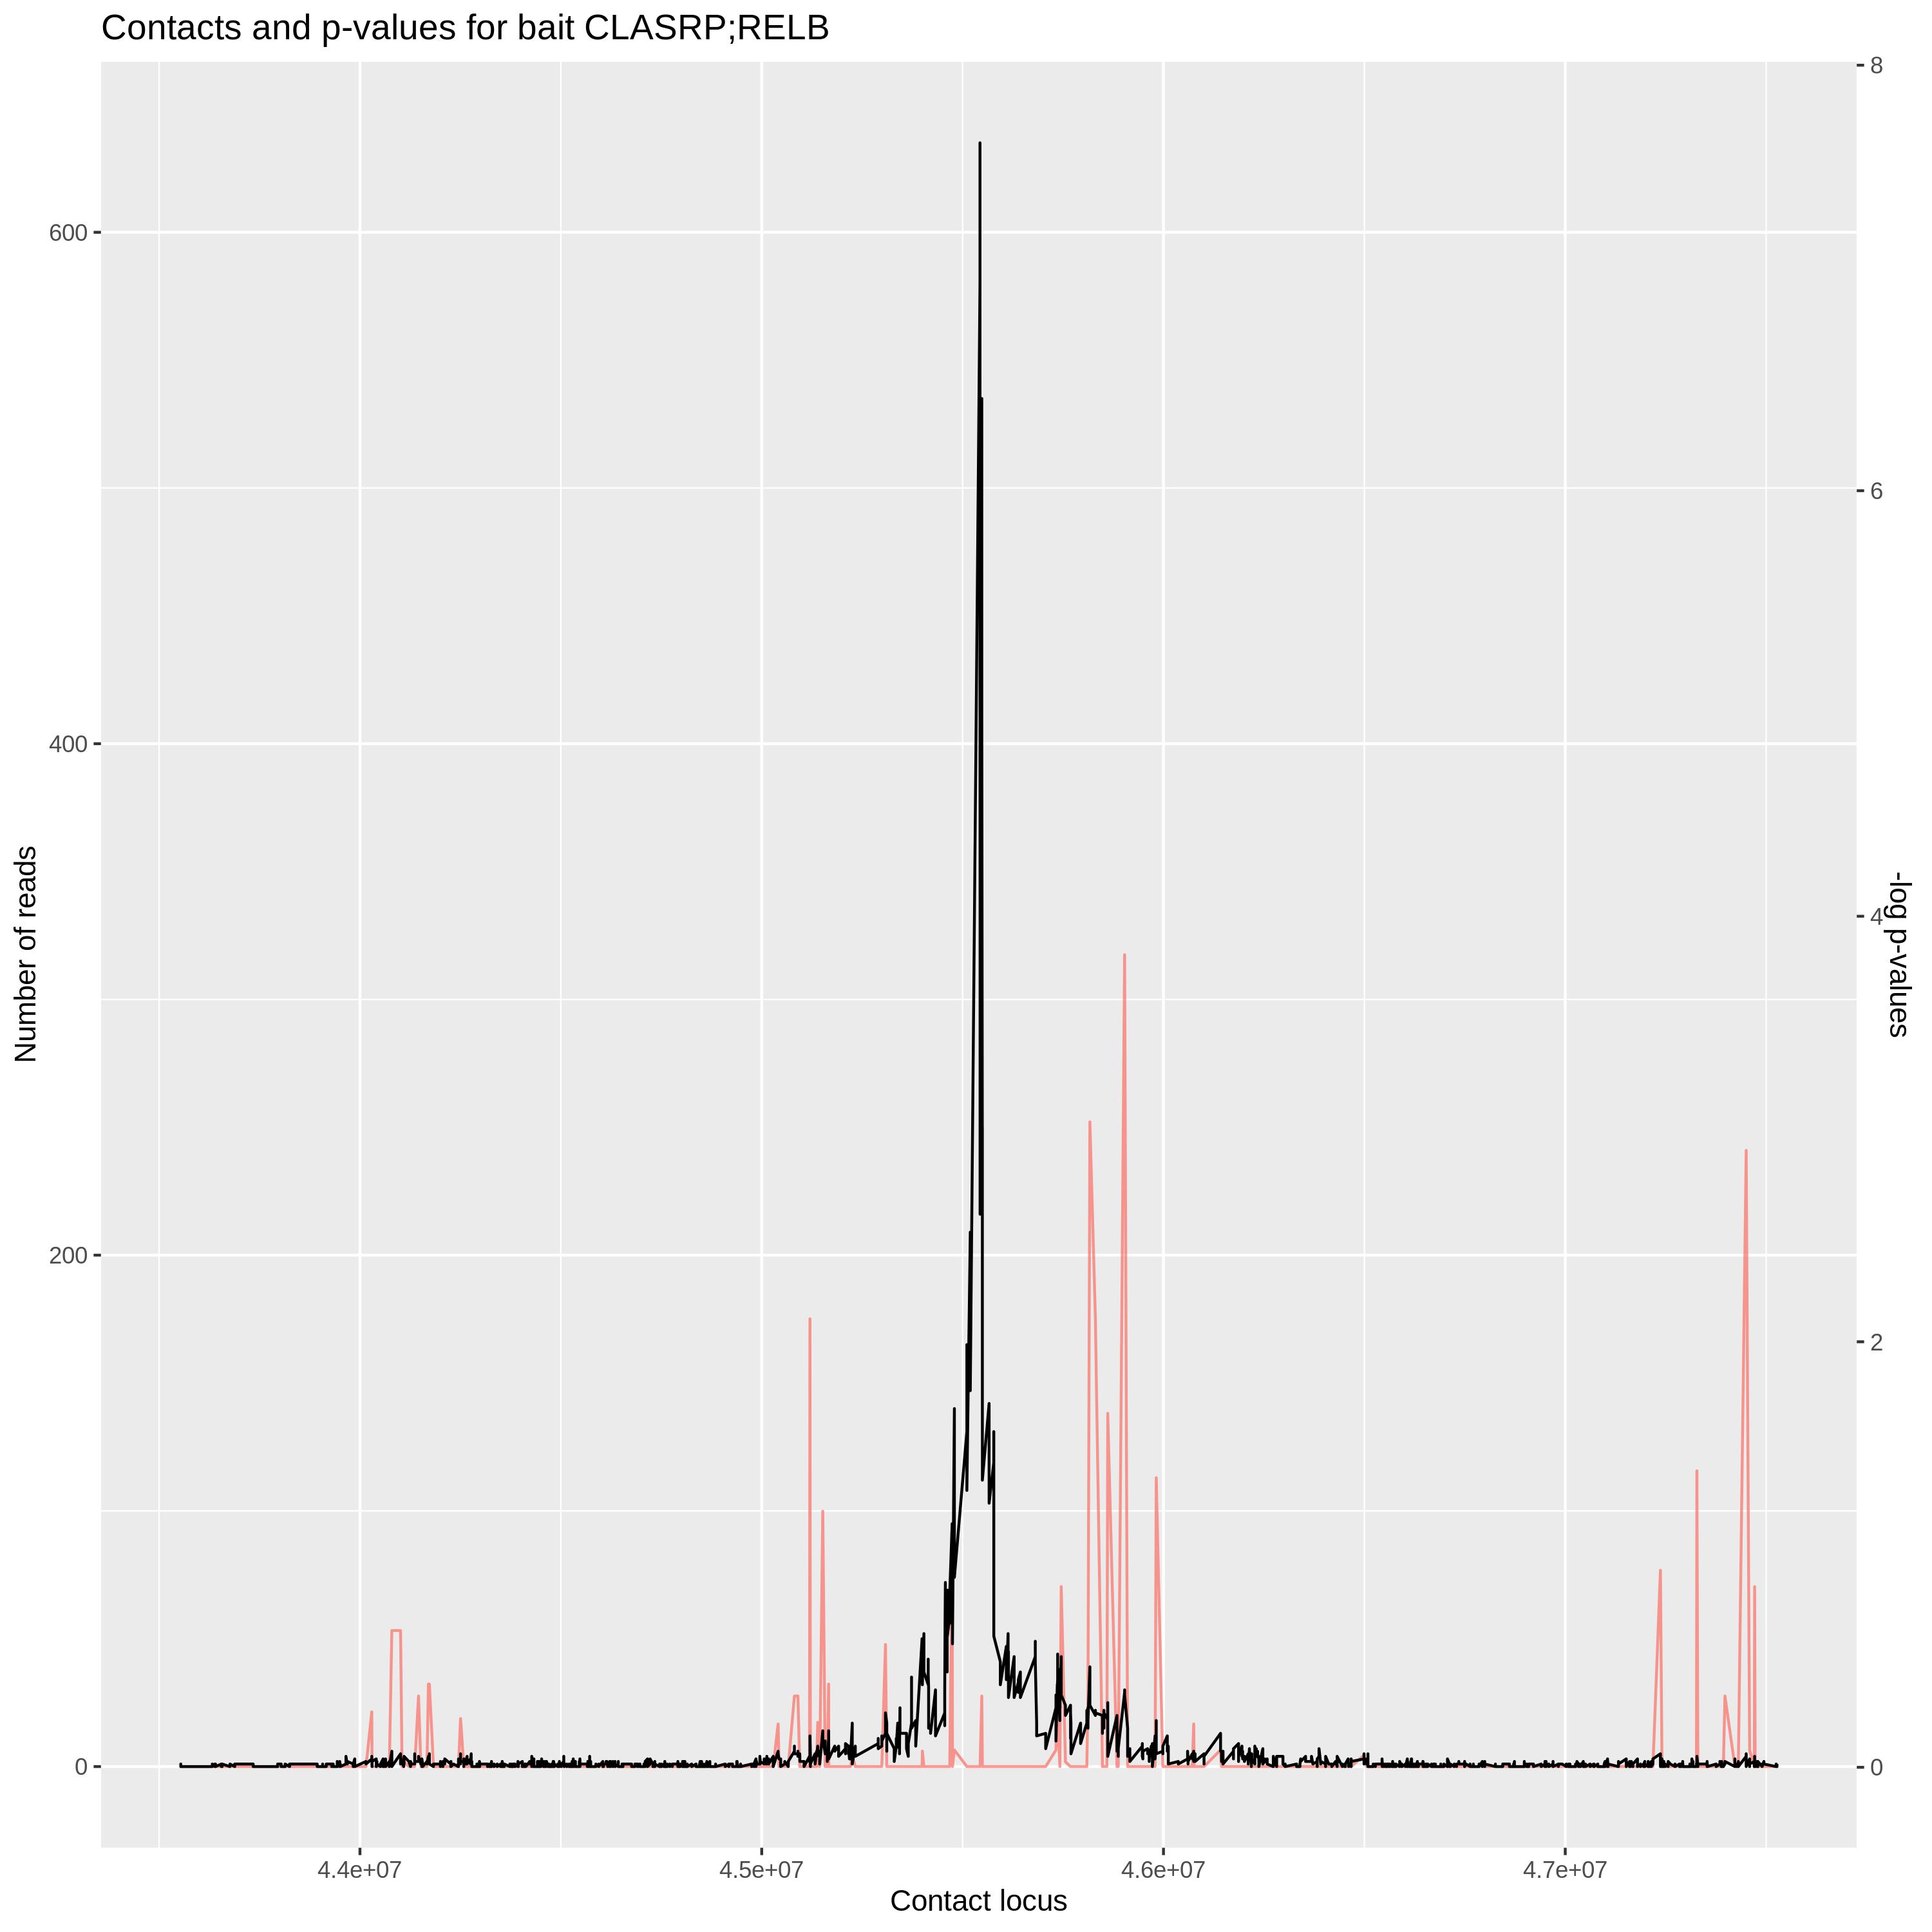 Contacts and p-values for bait CLASRP;RELB
8
600
6
400
4
Number of reads
-log p-values
200
2
0
0
4.4e+07
4.5e+07
4.6e+07
4.7e+07
Contact locus